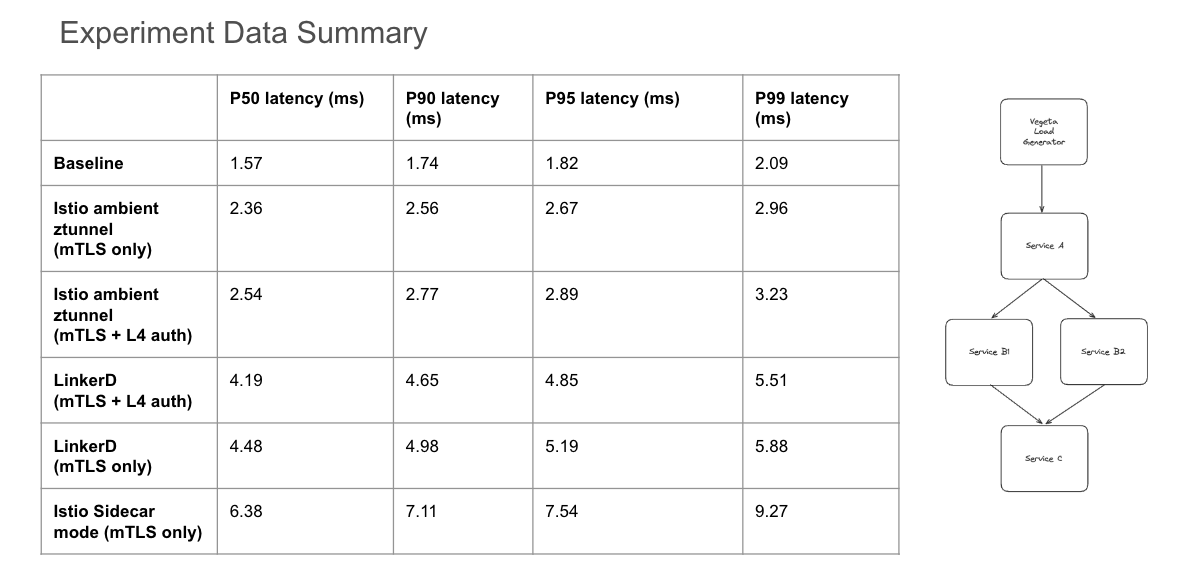 Experiment Data Summary
P50 latency (ms)
P90 latency
(ms)
P95 latency (ms)
P99 latency
(ms)
Baseline
1.57
1.74
1.82
2.09
Istio ambient
ztunnel
(mTLS only)
2.36
2.56
2.67
2.96
Istio ambient
ztunnel
(mTLS + L4 auth)
2.54
2.77
2.89
3.23
LinkerD
(mTLS + L4 auth)
4.19
4.65
4.85
5.51
LinkerD
(mTLS only)
4.48
4.98
5.19
5.88
Istio Sidecar
mode (mTLS only)
6.38
7.11
7.54
9.27
Vegeta
Load
Generator
Service A
Service B1
Service B2
Service C